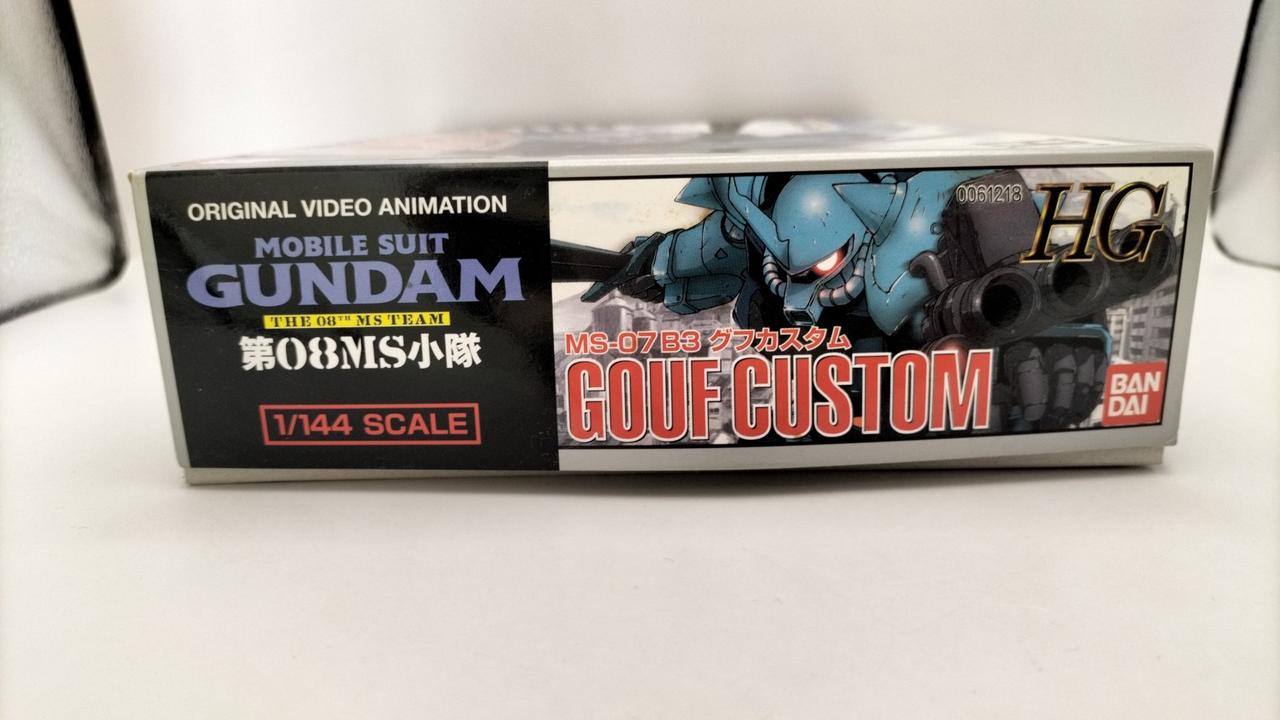 ORIGINAL VIDEO ANIMATION
MOBILE SUIT
GUNDAM
THE 08TH MS TEAM
第08MS小隊
1/144 SCALE
0061218
HG
MS-07B3 グフカスタム
GOUF CUSTOM
BAN
DAI